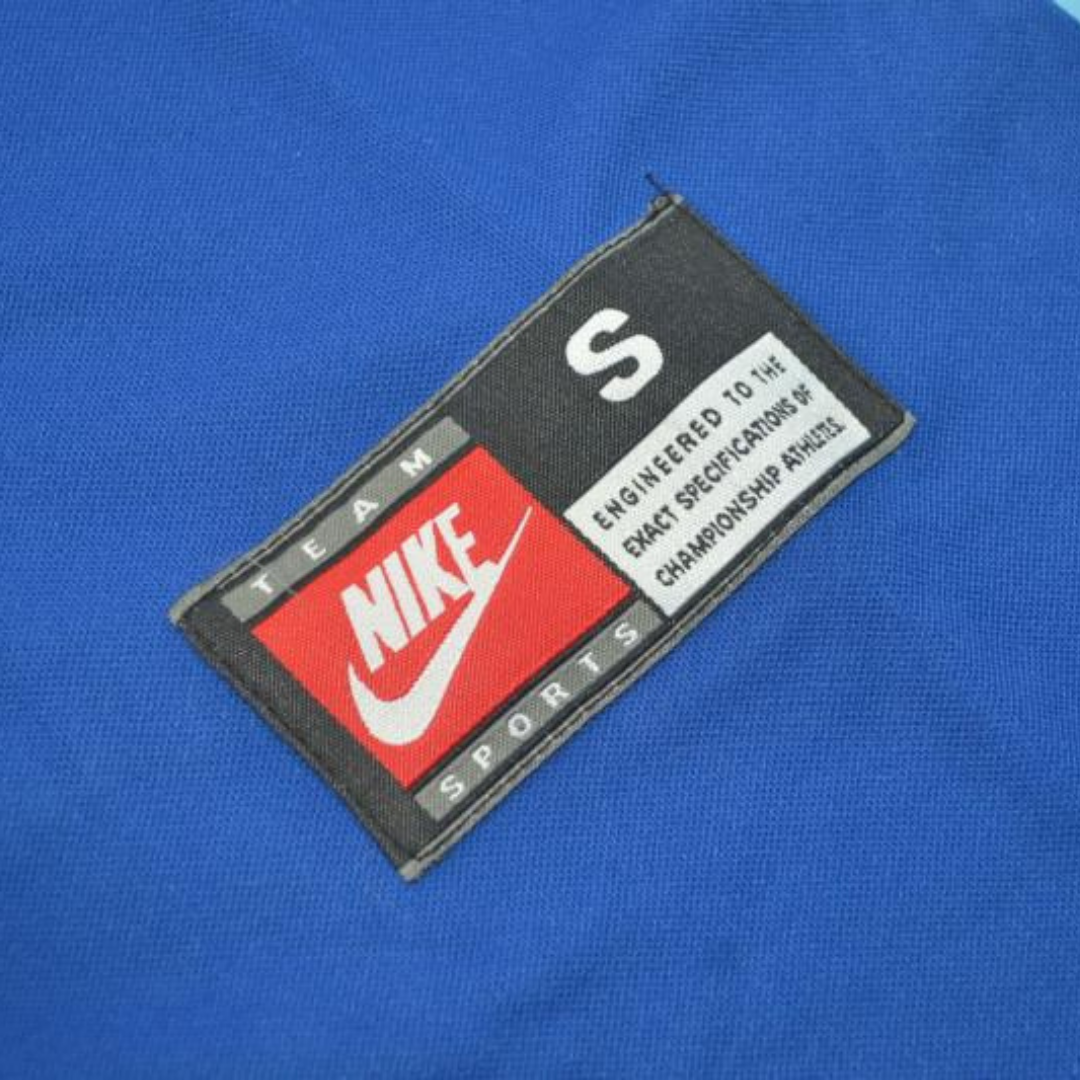 S
TEAM
NIKE
SPORTS
ENGINEERED TO THE
EXACT SPECIFICATIONS OF
CHAMPIONSHIP ATHLETES.